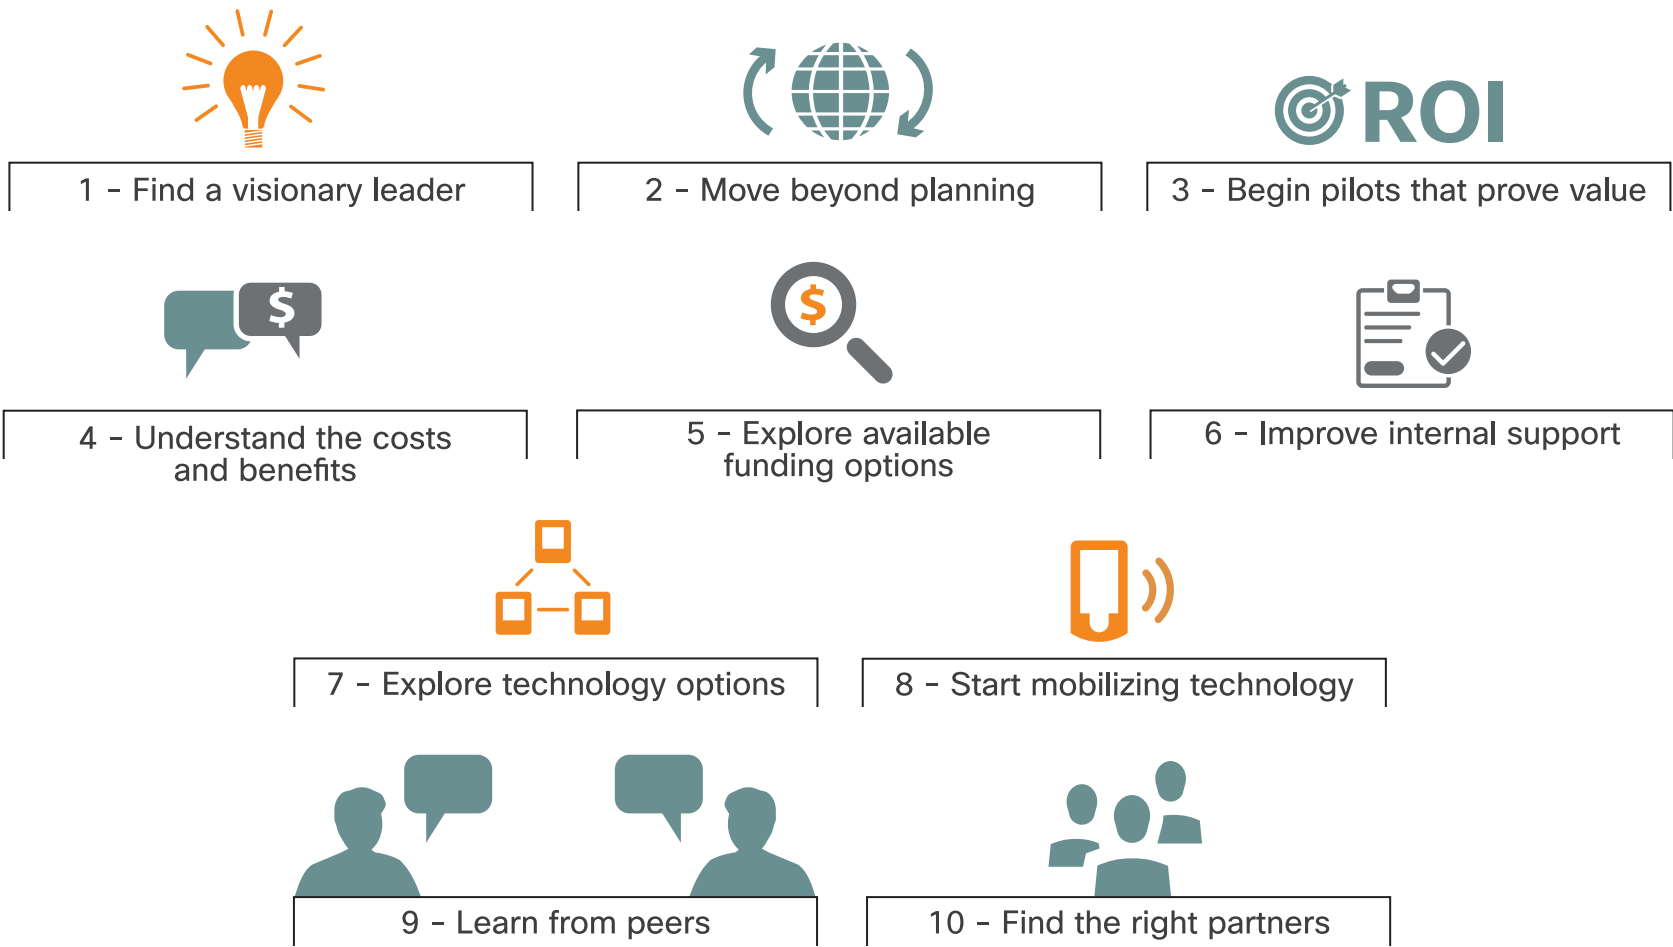 ROI
1 - Find a visionary leader
2 - Move beyond planning
3 - Begin pilots that prove value
$
$
4 - Understand the costs
and benefits
5 - Explore available
funding options
6 - Improve internal support
7 - Explore technology options
8 - Start mobilizing technology
9 - Learn from peers
10 - Find the right partners